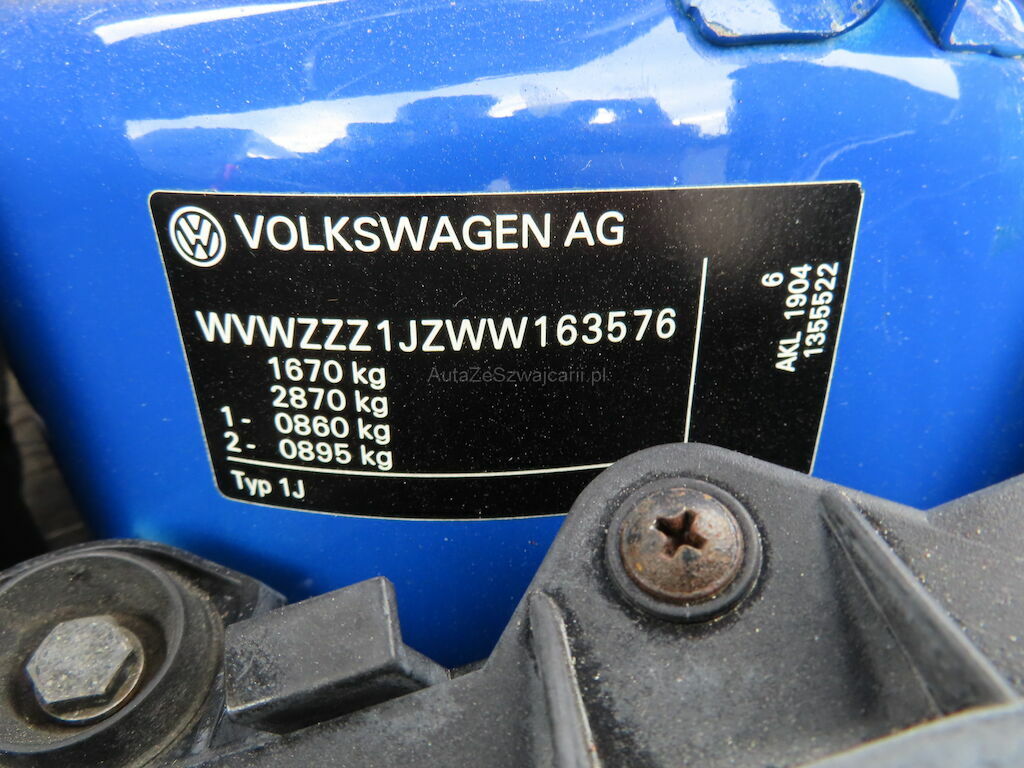 VOLKSWAGEN AG
WVWZZZ1JZWW163576
1670 kg
2870 kg
1- 0860 kg
2- 0895 kg
Typ 1J
6
AKL 1904
1355522
AutaZeSzwajcarii.pl